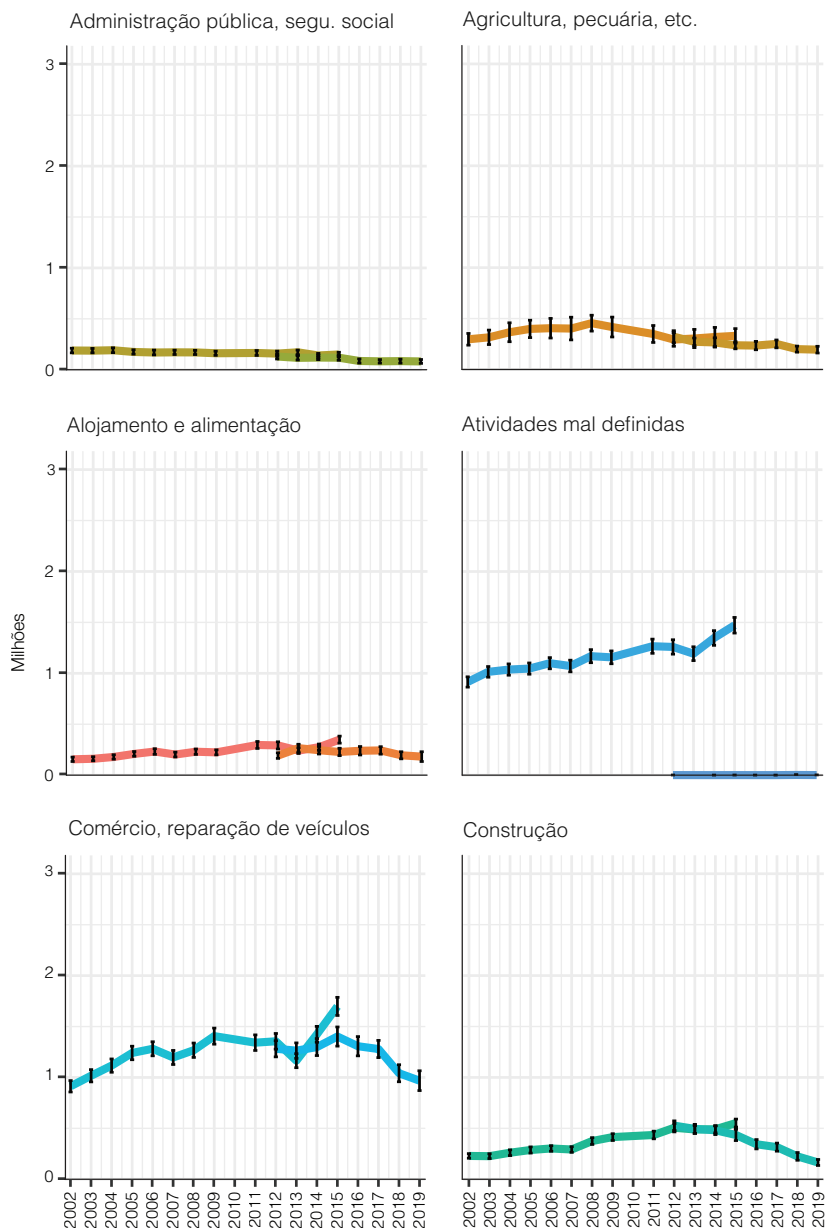 Administração pública, segu. social
Agricultura, pecuária, etc.
3
2
1
0
Alojamento e alimentação
Atividades mal definidas
3
2
1
0
Milhões
Comércio, reparação de veículos
Construção
3
2
1
0
2002 2003 2004 2005 2006 2007 2008 2009 2010 2011 2012 2013 2014 2015 2016 2017 2018 2019
2002 2003 2004 2005 2006 2007 2008 2009 2010 2011 2012 2013 2014 2015 2016 2017 2018 2019